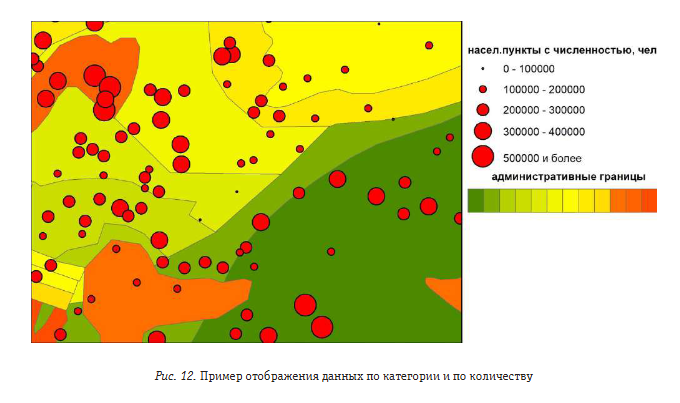 насел.пункты с численностью, чел
0 - 100000
100000 - 200000
200000 - 300000
300000 - 400000
500000 и более
административные границы
Рис. 12. Пример отображения данных по категории и по количеству